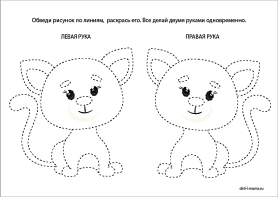 Обведи рисунок по линиям, раскрась его. Все делай двумя руками одновременно.
ЛЕВАЯ РУКА ПРАВАЯ РУКА
deti-i-mama.ru